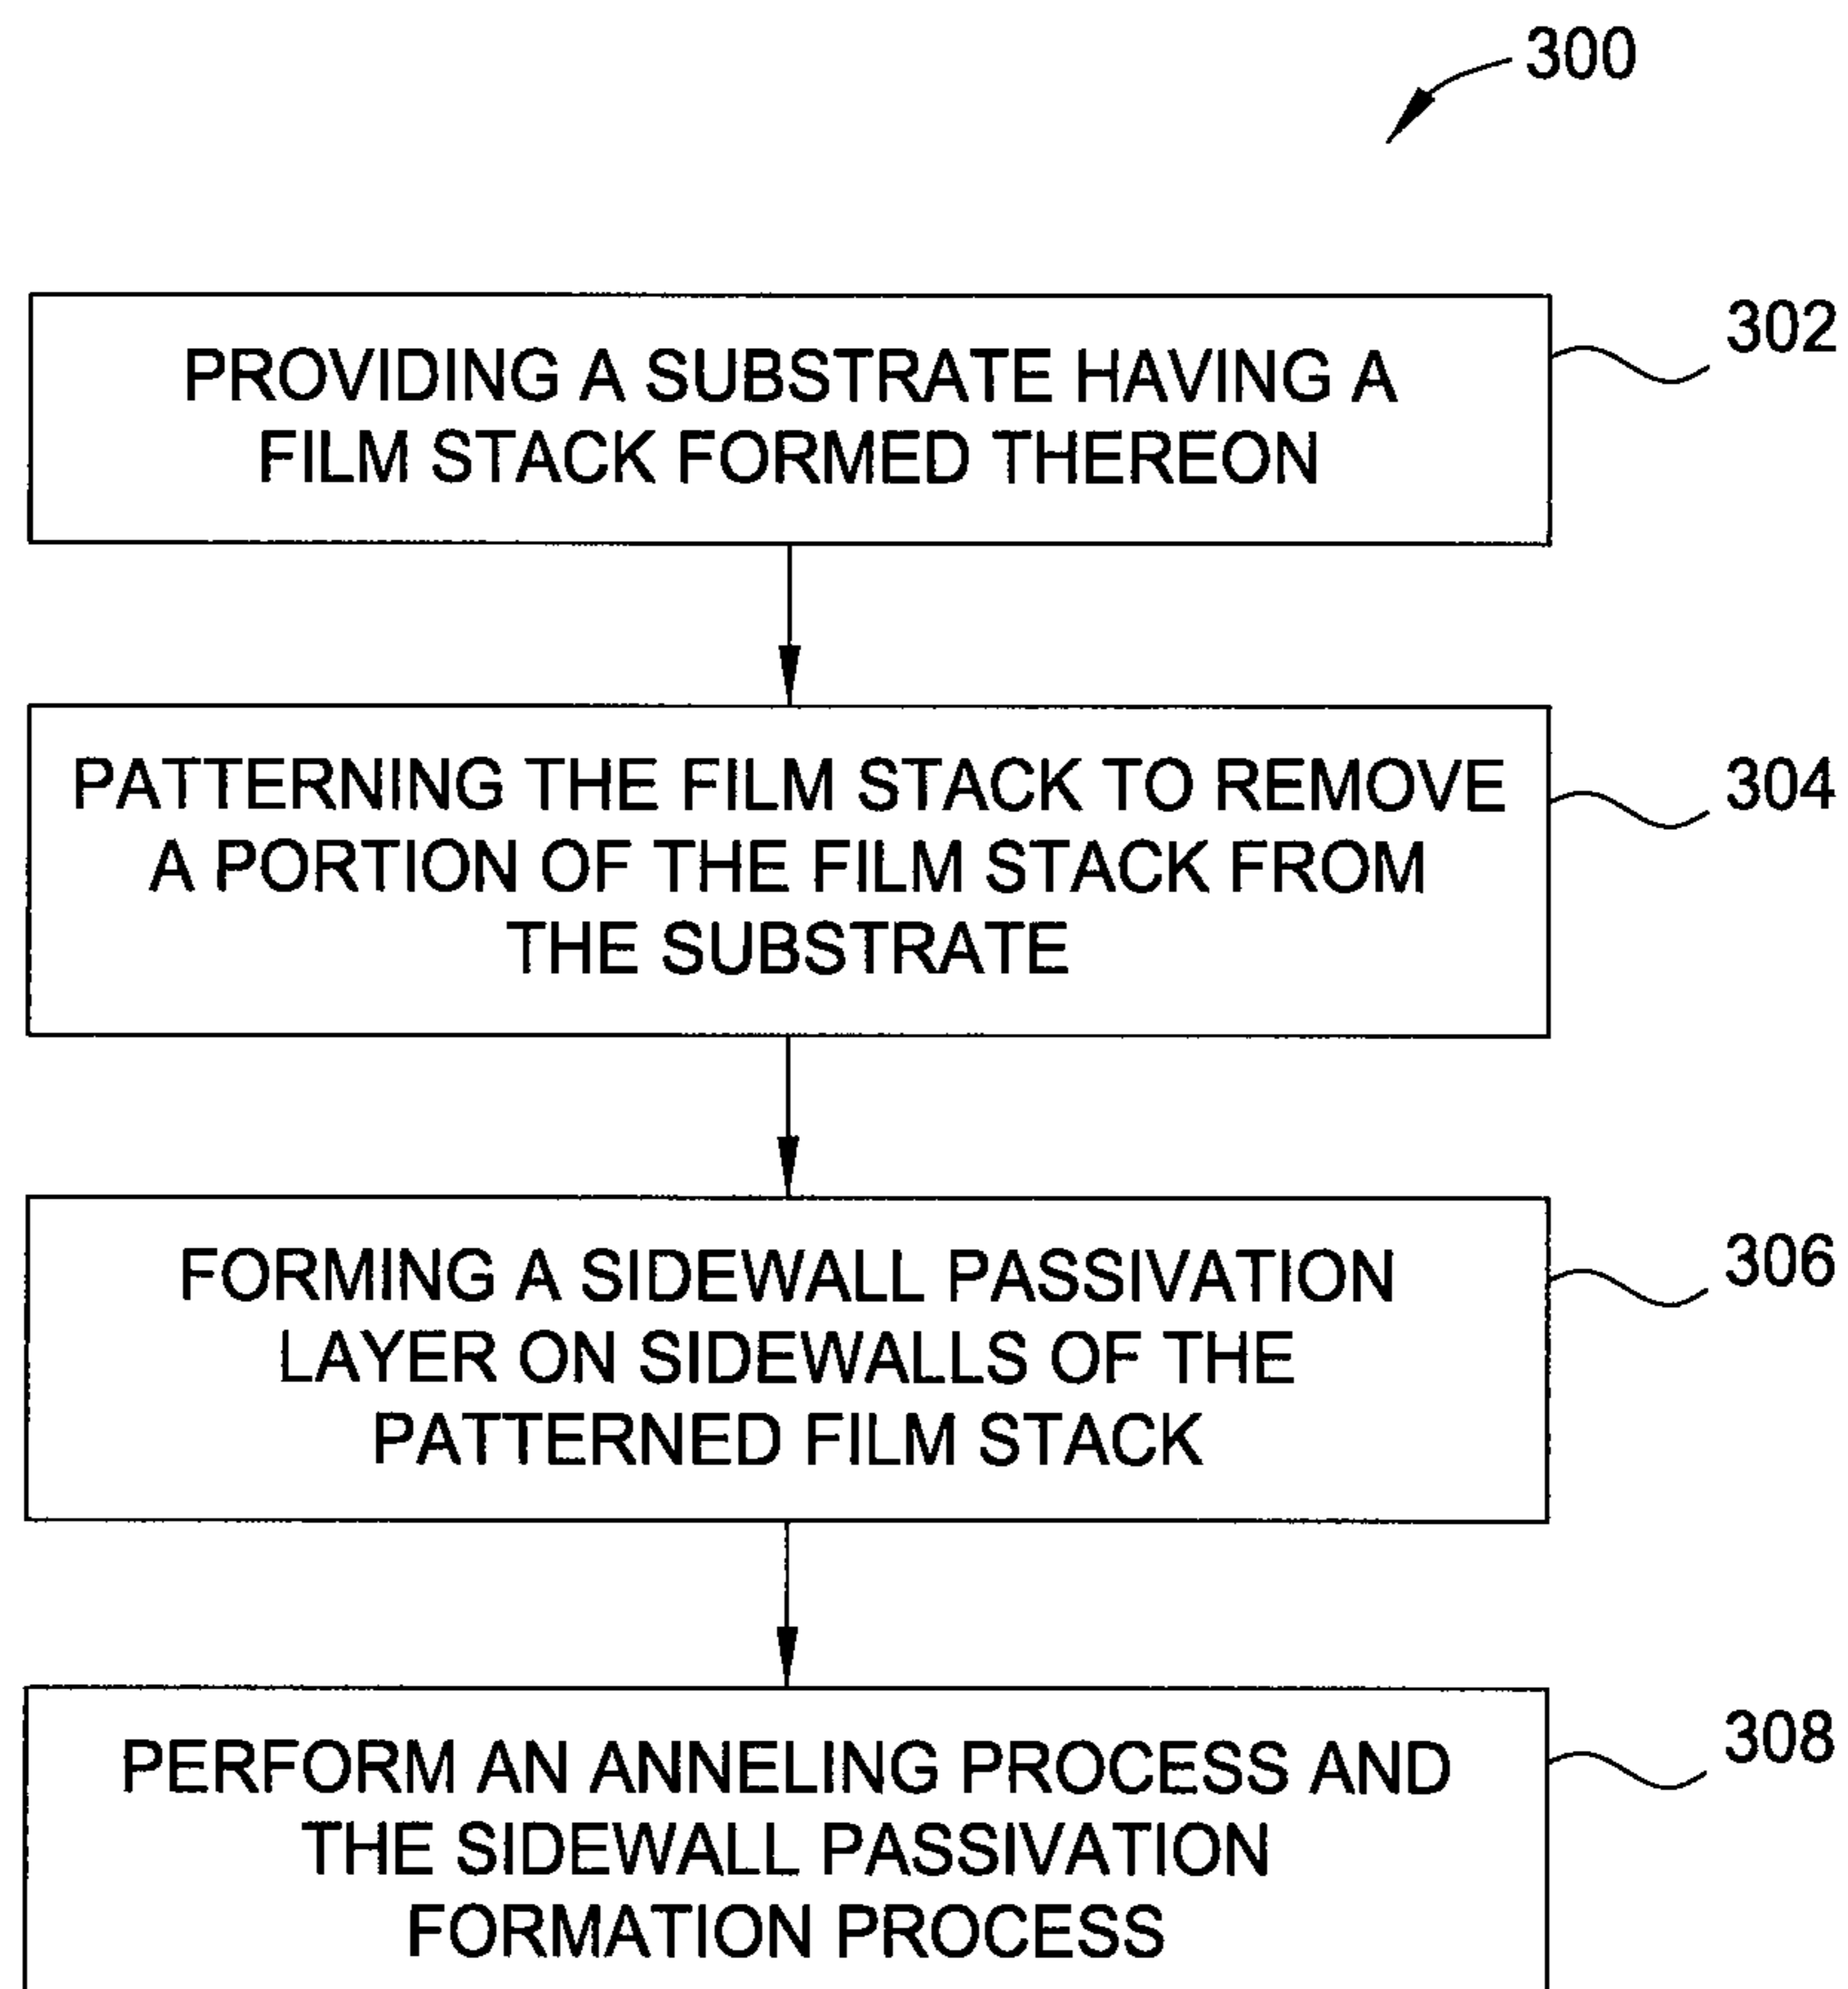 300
PROVIDING A SUBSTRATE HAVING A
FILM STACK FORMED THEREON
302
PATTERNING THE FILM STACK TO REMOVE
A PORTION OF THE FILM STACK FROM
THE SUBSTRATE
304
FORMING A SIDEWALL PASSIVATION
LAYER ON SIDEWALLS OF THE
PATTERNED FILM STACK
306
PERFORM AN ANNELING PROCESS AND
THE SIDEWALL PASSIVATION
FORMATION PROCESS
308